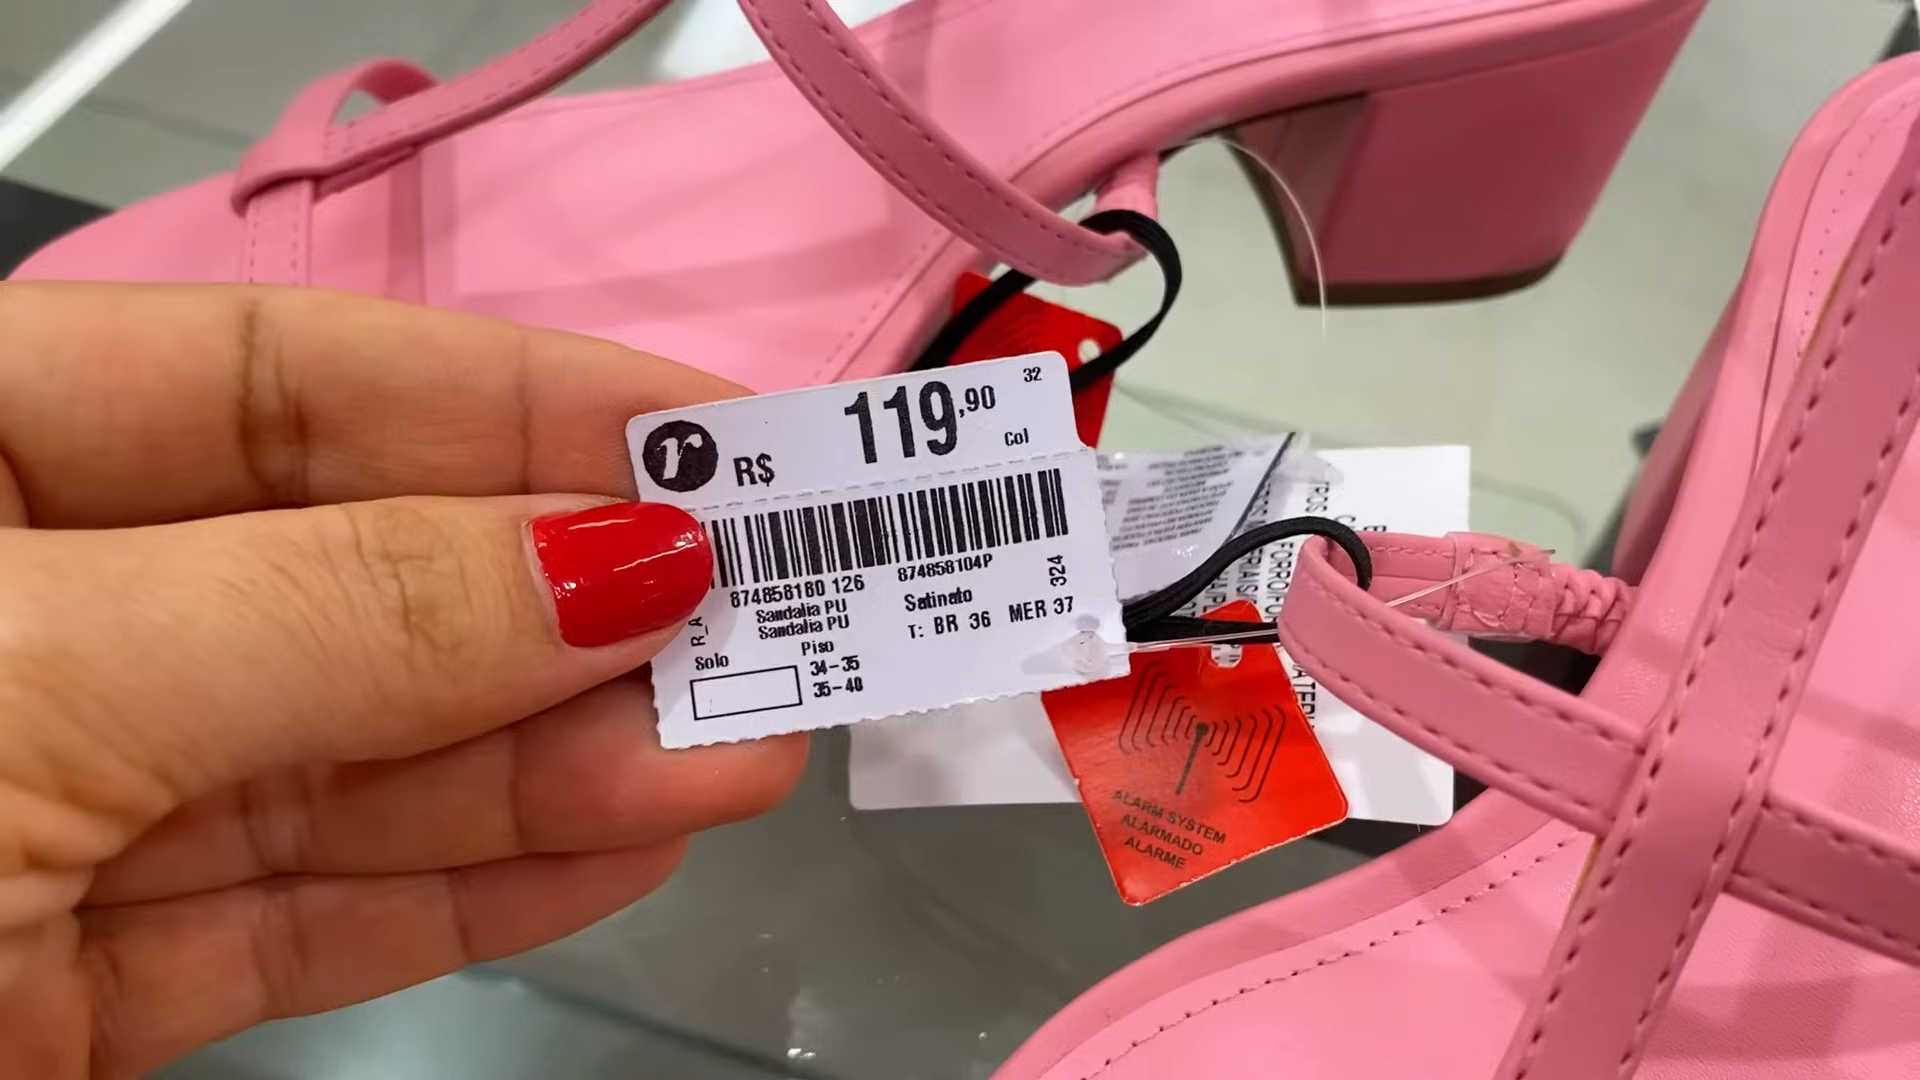 32
r R$ 119,90
Col
874858180 126 874858104P
Sandalia PU Satinato
Sandalia PU T: BR 36 MER 37
324
R_A
Piso
Solo 34-35
35-40
ALARM SYSTEM
ALARMADO
ALARME